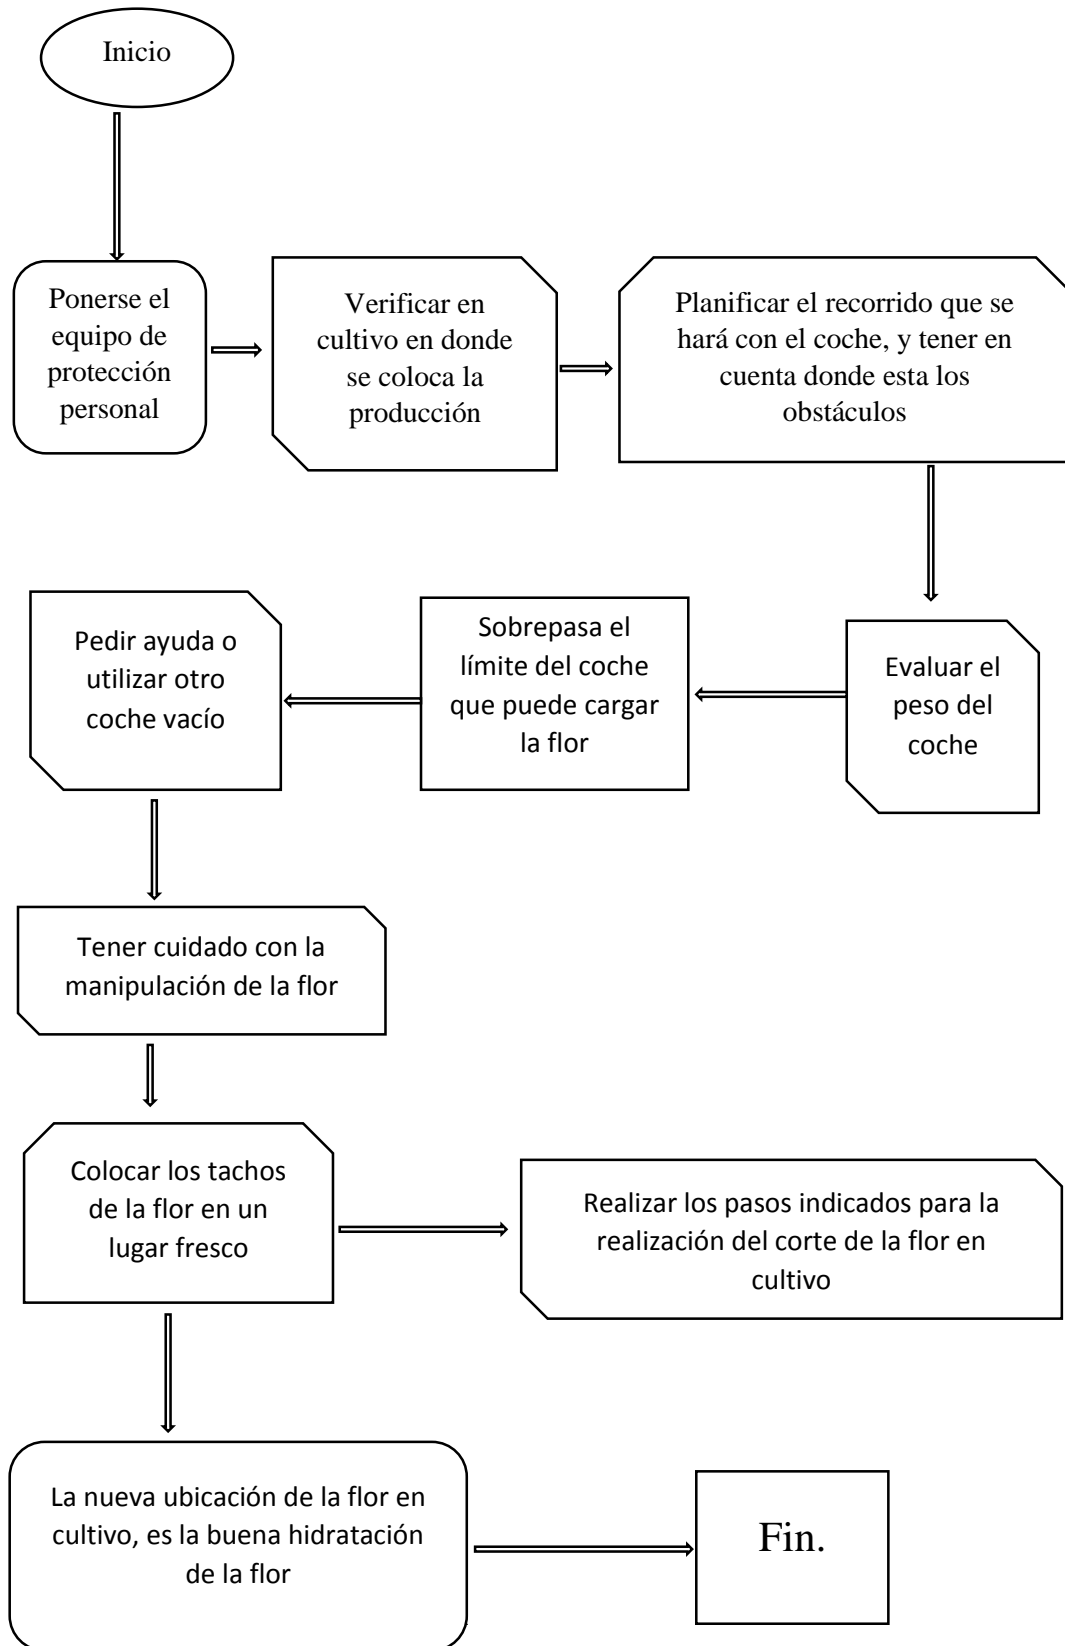 Inicio
Ponerse el
equipo de
protección
personal
Verificar en
cultivo en donde
se coloca la
producción
Planificar el recorrido que se
hará con el coche, y tener en
cuenta donde esta los
obstáculos
Evaluar el
peso del
coche
Sobrepasa el
límite del coche
que puede cargar
la flor
Pedir ayuda o
utilizar otro
coche vacío
Tener cuidado con la
manipulación de la flor
Colocar los tachos
de la flor en un
lugar fresco
Realizar los pasos indicados para la
realización del corte de la flor en
cultivo
La nueva ubicación de la flor en
cultivo, es la buena hidratación
de la flor
Fin.